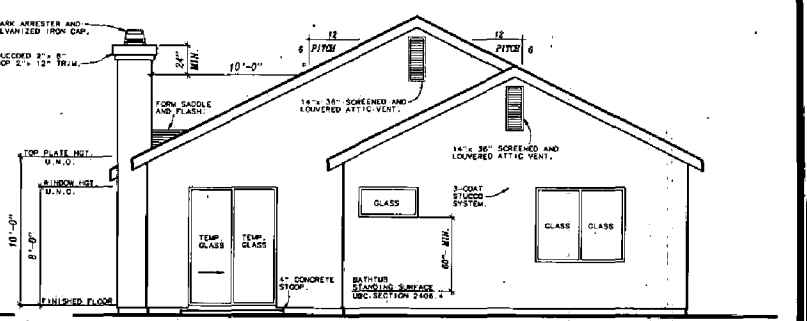 ARK ARRESTER AND
LVANIZED IRON CAP.
UCCOED 2"x 6"
OP 2"x 12" TRIM.
24"
MIN.
10'-0"
12
6 PITCH
12
PITCH 6
FORM SADDLE
AND FLASH.
14"x 36" SCREENED AND
LOUVERED ATTIC VENT.
14"x 36" SCREENED AND
LOUVERED ATTIC VENT.
TOP PLATE HGT.
U.N.O.
WINDOW HGT.
U.N.O.
10'-0"
8'-0"
FINISHED FLOOR
TEMP. GLASS
TEMP. GLASS
4" CONCRETE
STOOP.
GLASS
3-COAT
STUCCO
SYSTEM.
60" MIN.
BATHTUB
STANDING SURFACE
UBC SECTION 2406.4
GLASS GLASS